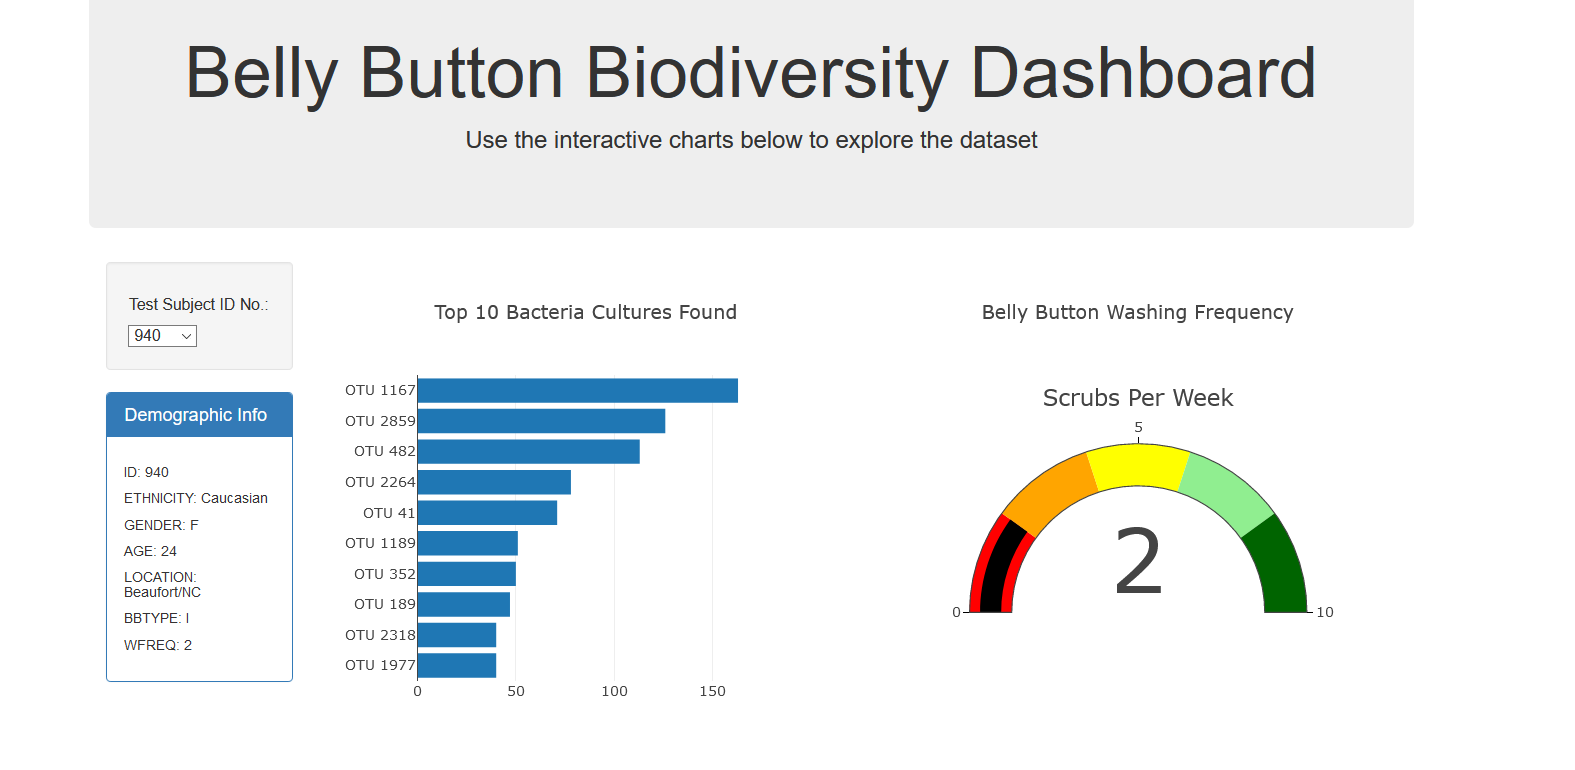 Belly Button Biodiversity Dashboard
Use the interactive charts below to explore the dataset
Test Subject ID No.:
940
Demographic Info
ID: 940
ETHNICITY: Caucasian
GENDER: F
AGE: 24
LOCATION:
Beaufort/NC
BBTYPE: I
WFREQ: 2
Top 10 Bacteria Cultures Found
OTU 1167
OTU 2859
OTU 482
OTU 2264
OTU 41
OTU 1189
OTU 352
OTU 189
OTU 2318
OTU 1977
0 50 100 150
Belly Button Washing Frequency
Scrubs Per Week
5
2
0 10